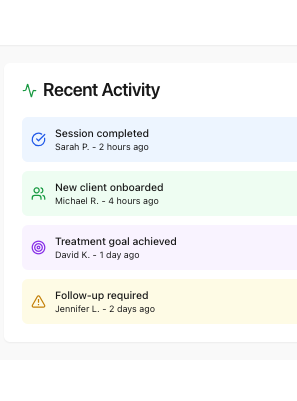 Recent Activity
Session completed
Sarah P. - 2 hours ago
New client onboarded
Michael R. - 4 hours ago
Treatment goal achieved
David K. - 1 day ago
Follow-up required
Jennifer L. - 2 days ago